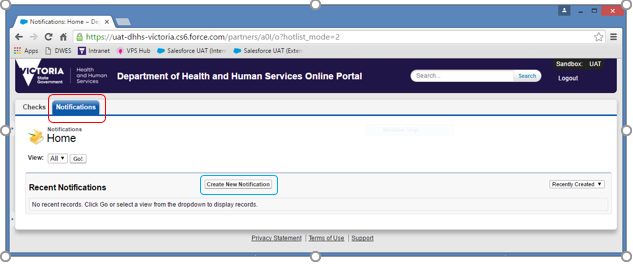 Notifications: Home ~ Da
https://uat-dhhs-victoria.cs6.force.com/partners/a0l/o?hotlist_mode=2
Apps DWES Intranet VPS Hub Salesforce UAT (Intern Salesforce UAT (Exter
VICTORIA State Government Health and Human Services Department of Health and Human Services Online Portal Search... Search Sandbox: UAT
Logout
Checks Notifications
Notifications
Home
View: All Go!
Recent Notifications Create New Notification Recently Created
No recent records. Click Go or select a view from the dropdown to display records.
Privacy Statement | Terms of Use | Support